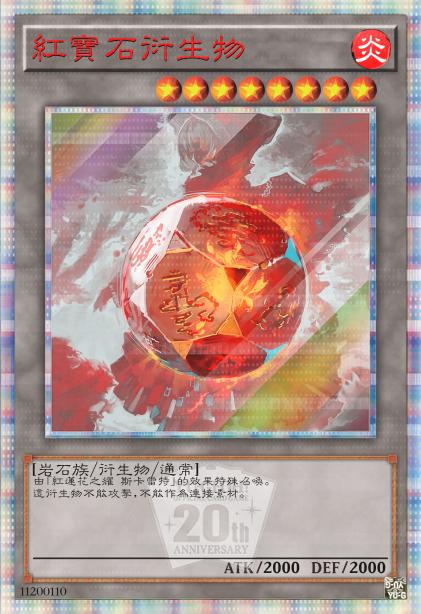 紅寶石衍生物
炎
[岩石族/衍生物/通常]
由「紅蓮花之耀 斯卡雷特」的效果特殊召喚。
這衍生物不能攻擊，不能作為連接素材。
20th
ANNIVERSARY
ATK/2000 DEF/2000
11200110